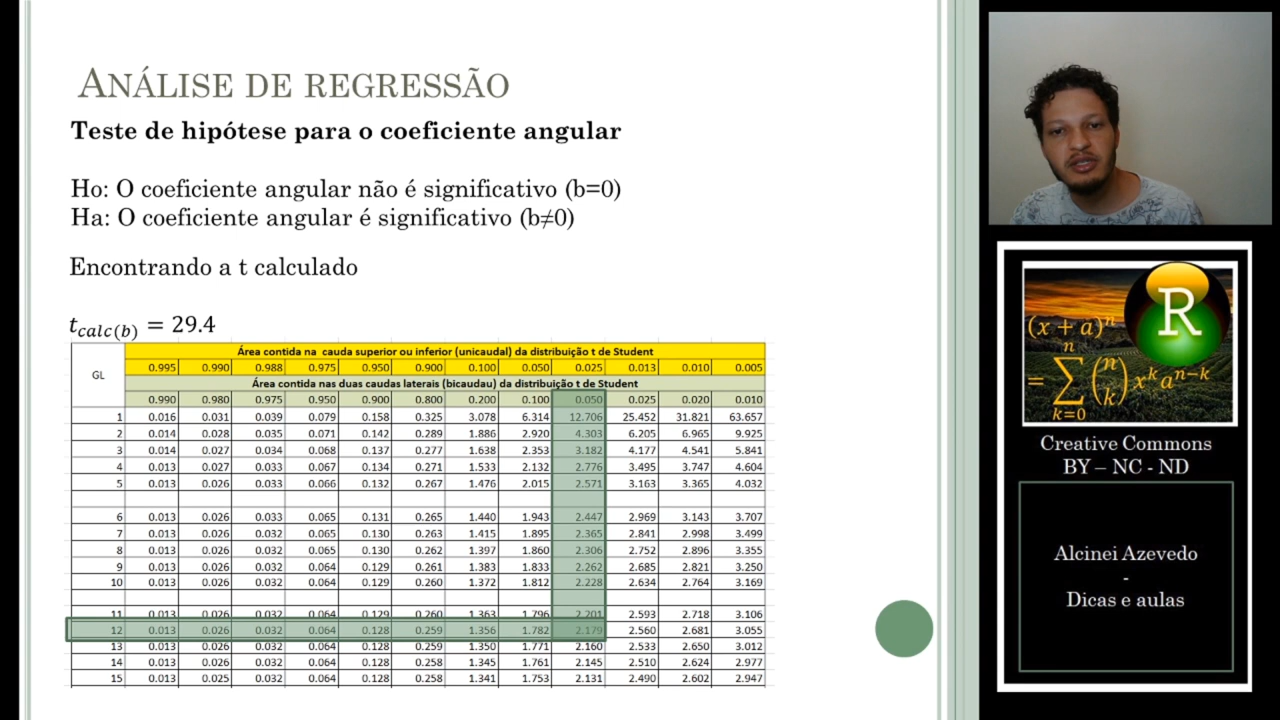 ANÁLISE DE REGRESSÃO
Teste de hipótese para o coeficiente angular
Ho: O coeficiente angular não é significativo (b=0)
Ha: O coeficiente angular é significativo (b≠0)
Encontrando a t calculado
t_calc(b) = 29.4
GL
Área contida na cauda superior ou inferior (unicaudal) da distribuição t de Student
0.995 0.990 0.988 0.975 0.950 0.900 0.100 0.050 0.025 0.013 0.010 0.005
Área contida nas duas caudas laterais (bicaudau) da distribuição t de Student
0.990 0.980 0.975 0.950 0.900 0.800 0.200 0.100 0.050 0.025 0.020 0.010
1 0.016 0.031 0.039 0.079 0.158 0.325 3.078 6.314 12.706 25.452 31.821 63.657
2 0.014 0.028 0.035 0.071 0.142 0.289 1.886 2.920 4.303 6.205 6.965 9.925
3 0.014 0.027 0.034 0.068 0.137 0.277 1.638 2.353 3.182 4.177 4.541 5.841
4 0.013 0.027 0.033 0.067 0.134 0.271 1.533 2.132 2.776 3.495 3.747 4.604
5 0.013 0.026 0.033 0.066 0.132 0.267 1.476 2.015 2.571 3.163 3.365 4.032
6 0.013 0.026 0.033 0.065 0.131 0.265 1.440 1.943 2.447 2.969 3.143 3.707
7 0.013 0.026 0.032 0.065 0.130 0.263 1.415 1.895 2.365 2.841 2.998 3.499
8 0.013 0.026 0.032 0.065 0.130 0.262 1.397 1.860 2.306 2.752 2.896 3.355
9 0.013 0.026 0.032 0.064 0.129 0.261 1.383 1.833 2.262 2.685 2.821 3.250
10 0.013 0.026 0.032 0.064 0.129 0.260 1.372 1.812 2.228 2.634 2.764 3.169
11 0.013 0.026 0.032 0.064 0.129 0.260 1.363 1.796 2.201 2.593 2.718 3.106
12 0.013 0.026 0.032 0.064 0.128 0.259 1.356 1.782 2.179 2.560 2.681 3.055
13 0.013 0.026 0.032 0.064 0.128 0.259 1.350 1.771 2.160 2.533 2.650 3.012
14 0.013 0.026 0.032 0.064 0.128 0.258 1.345 1.761 2.145 2.510 2.624 2.977
15 0.013 0.025 0.032 0.064 0.128 0.258 1.341 1.753 2.131 2.490 2.602 2.947
R
(x + a)^n
= ∑_{k=0}^{n} (n k) x^k a^{n−k}
Creative Commons
BY – NC - ND
Alcinei Azevedo
-
Dicas e aulas